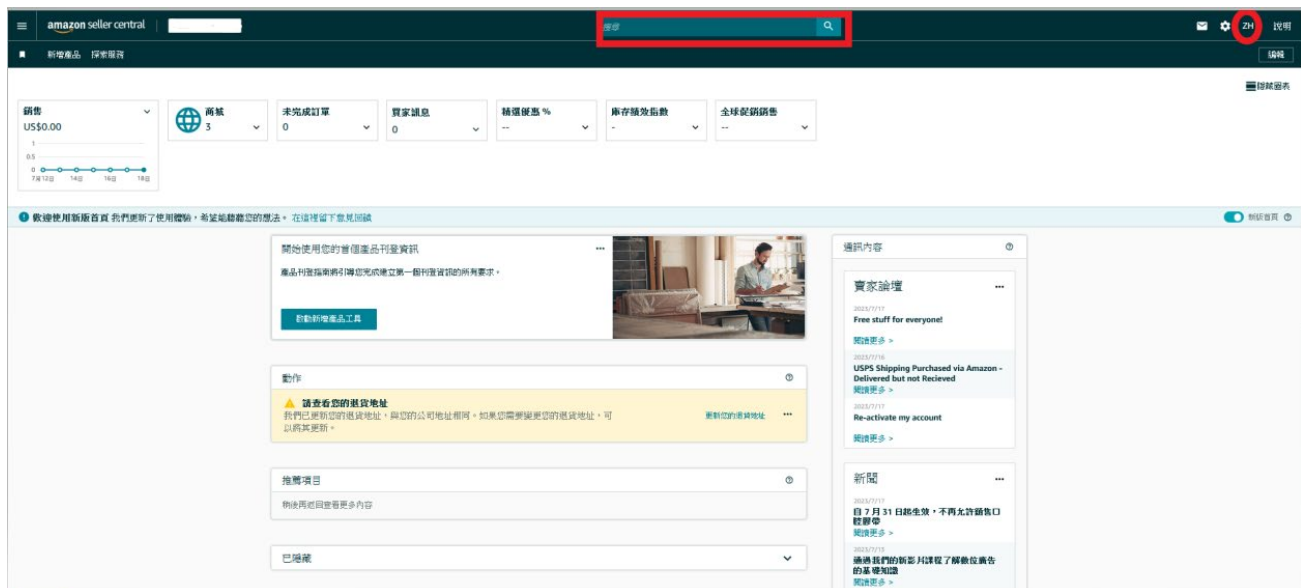 amazon seller central
搜尋
ZH
說明
新增產品 探索服務
編輯
隱藏圖表
銷售
US$0.00
1
0.5
0
7月12日 14日 16日 18日
商城
3
未完成訂單
0
買家訊息
0
精選優惠 %
--
庫存績效指數
-
全球促銷銷售
--
歡迎使用新版首頁 我們更新了使用體驗,希望能聽聽您的想法。 在這裡留下意見回饋
開始使用您的首個產品刊登資訊
產品刊登指南將引導您完成建立第一個刊登資訊的所有要求。
啟動新增產品工具
動作
請查看您的退貨地址
我們已更新您的退貨地址,與您的公司地址相同。如果您需要變更您的退貨地址,可
以將其更新。
更新您的退貨地址
推薦項目
稍後再返回查看更多內容
已隱藏
通訊內容
賣家論壇
2023/7/17
Free stuff for everyone!
閱讀更多 >
2023/7/16
USPS Shipping Purchased via Amazon -
Delivered but not Recieved
閱讀更多 >
2023/7/17
Re-activate my account
閱讀更多 >
新聞
2023/7/17
自 7 月 31 日起生效,不再允許銷售口
腔膠帶
閱讀更多 >
通過我們的新影片課程了解數位廣告
的基礎知識
閱讀更多 >